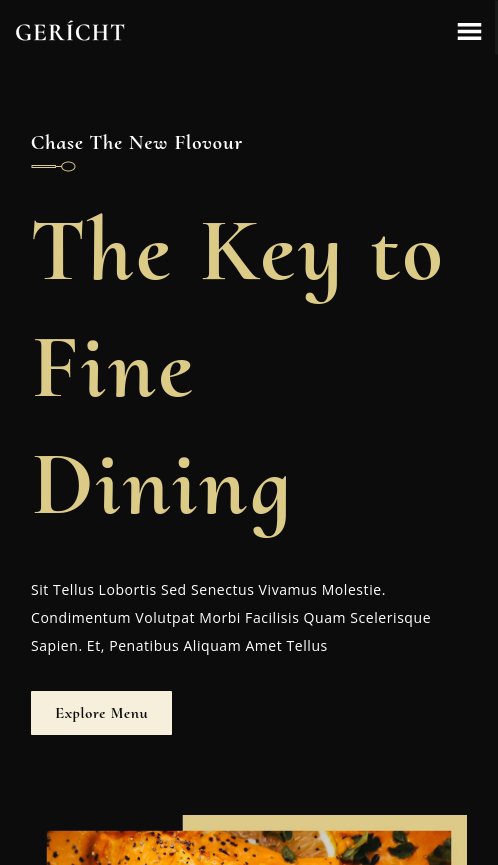 GERÍCHT
Chase The New Flovour
The Key to
Fine
Dining
Sit Tellus Lobortis Sed Senectus Vivamus Molestie.
Condimentum Volutpat Morbi Facilisis Quam Scelerisque
Sapien. Et, Penatibus Aliquam Amet Tellus
Explore Menu